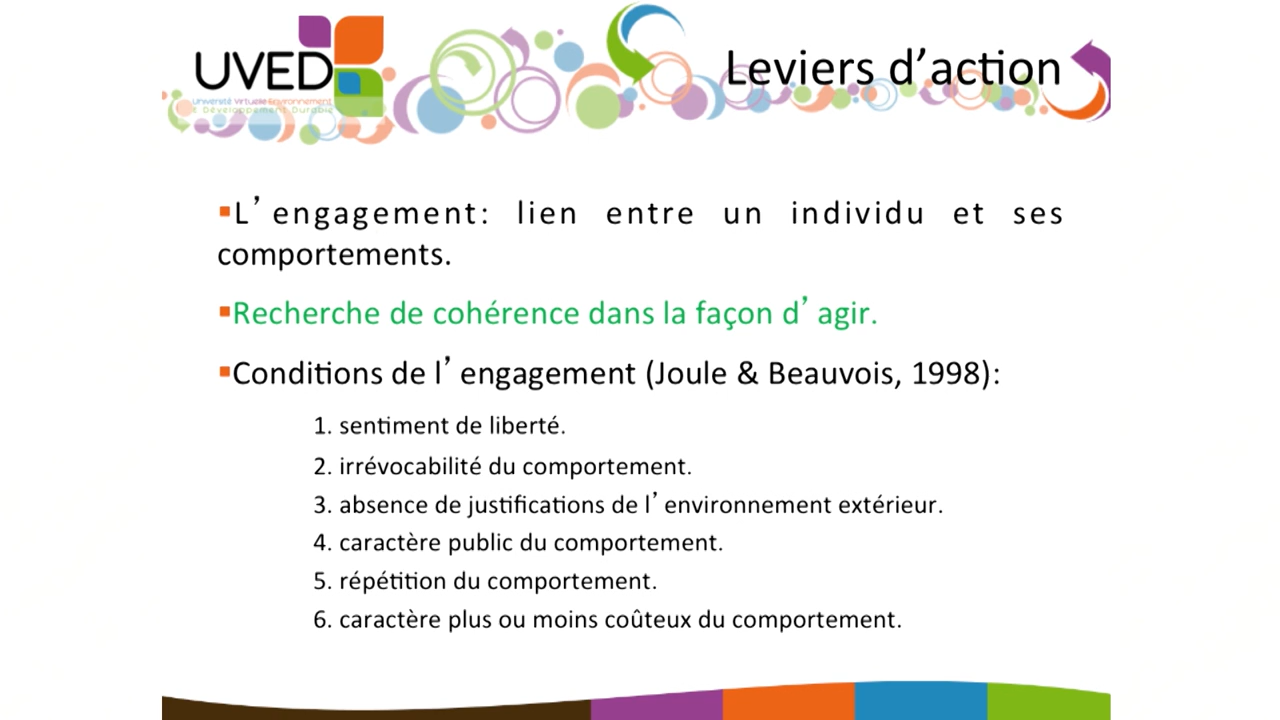 UVED
Université Virtuelle Environnement
& Développement Durable
Leviers d’action
▪L’engagement: lien entre un individu et ses
comportements.
▪Recherche de cohérence dans la façon d’agir.
▪Conditions de l’engagement (Joule & Beauvois, 1998):
1. sentiment de liberté.
2. irrévocabilité du comportement.
3. absence de justifications de l’environnement extérieur.
4. caractère public du comportement.
5. répétition du comportement.
6. caractère plus ou moins coûteux du comportement.